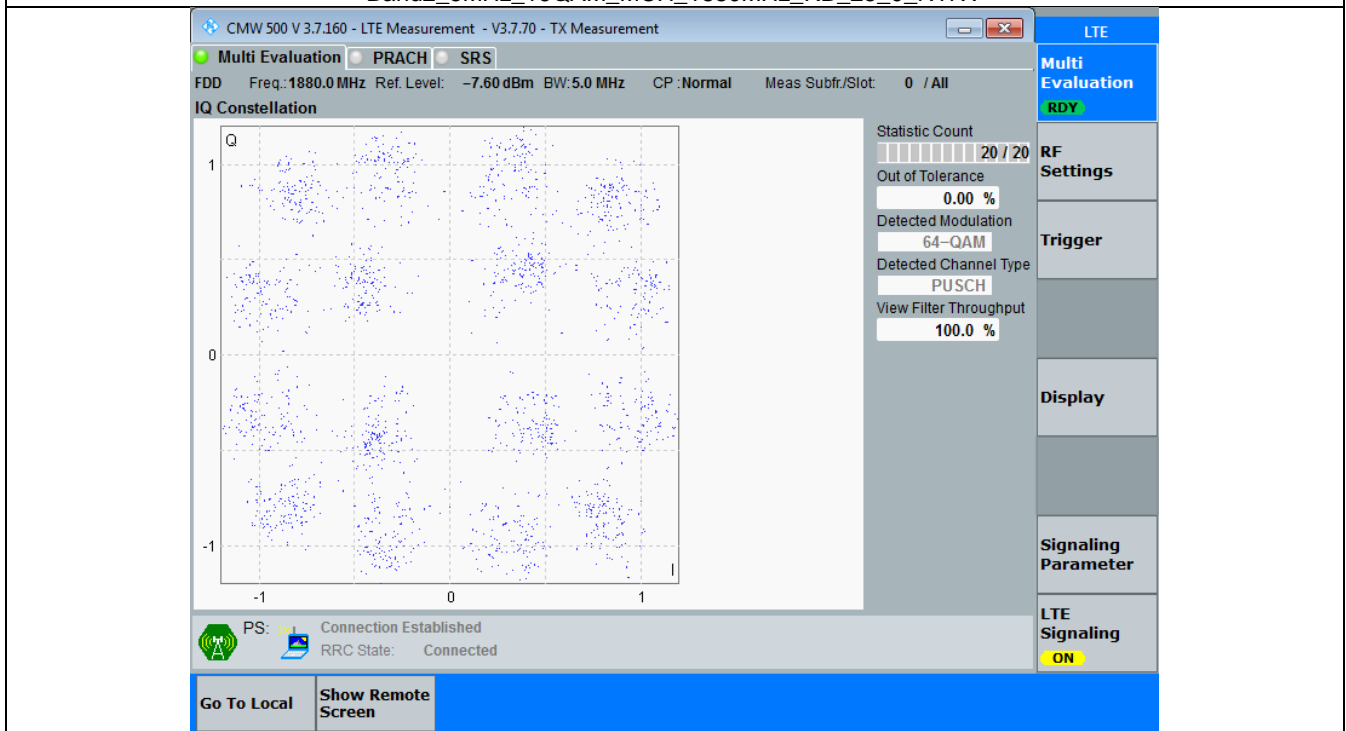 CMW 500 V 3.7.160 - LTE Measurement - V3.7.70 - TX Measurement
LTE
Multi Evaluation PRACH SRS
FDD Freq.:1880.0 MHz Ref. Level: −7.60 dBm BW:5.0 MHz CP :Normal Meas Subfr./Slot: 0 / All
IQ Constellation
Q
1
0
-1
-1 0 1
I
Statistic Count
20 / 20
Out of Tolerance
0.00 %
Detected Modulation
64−QAM
Detected Channel Type
PUSCH
View Filter Throughput
100.0 %
Multi
Evaluation
RDY
RF
Settings
Trigger
Display
Signaling
Parameter
LTE
Signaling
ON
PS: Connection Established
RRC State: Connected
Go To Local
Show Remote
Screen